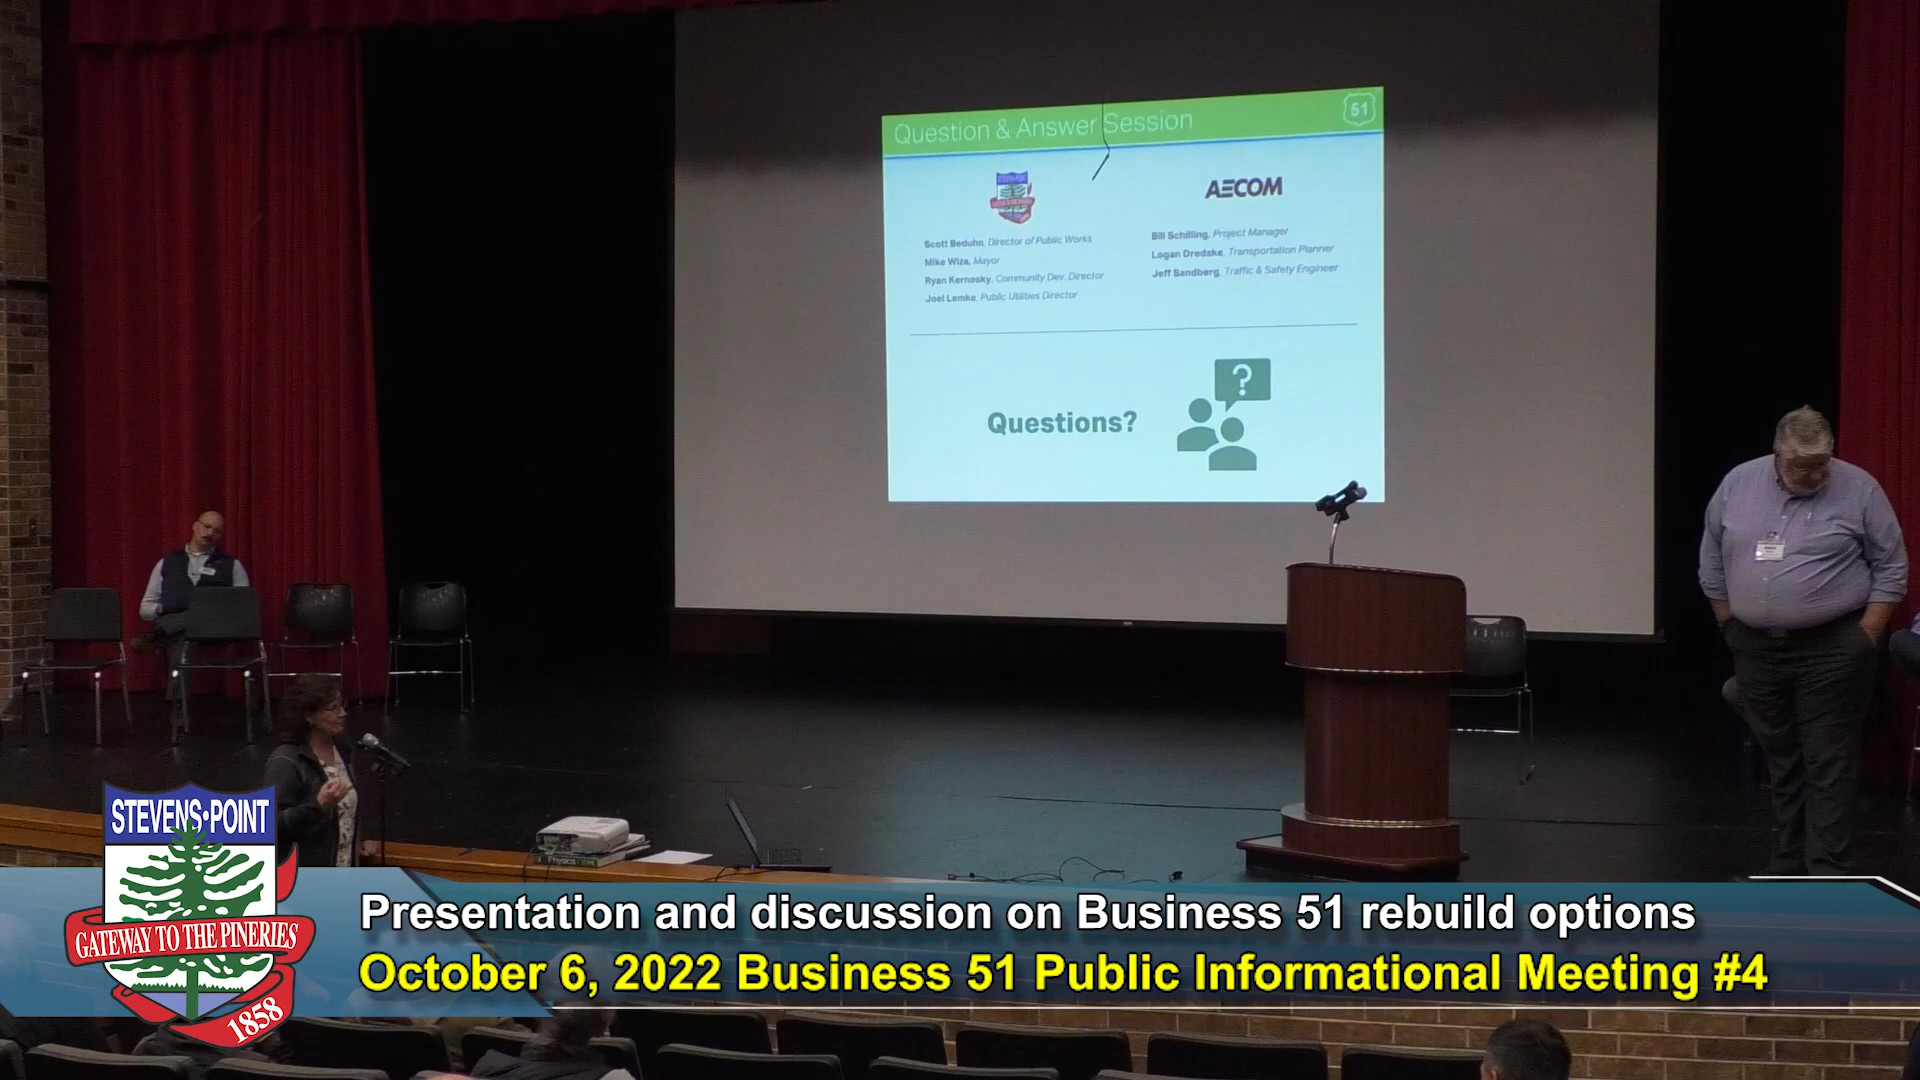 Question & Answer Session
51
STEVENS POINT
AECOM
Scott Beduhn, Director of Public Works
Mike Wiza, Mayor
Ryan Kernosky, Community Dev. Director
Joel Lemke, Public Utilities Director
Bill Schilling, Project Manager
Logan Dredske, Transportation Planner
Jeff Sandberg, Traffic & Safety Engineer
?
Questions?
Physics
STEVENS·POINT
GATEWAY TO THE PINERIES
1858
Presentation and discussion on Business 51 rebuild options
October 6, 2022 Business 51 Public Informational Meeting #4